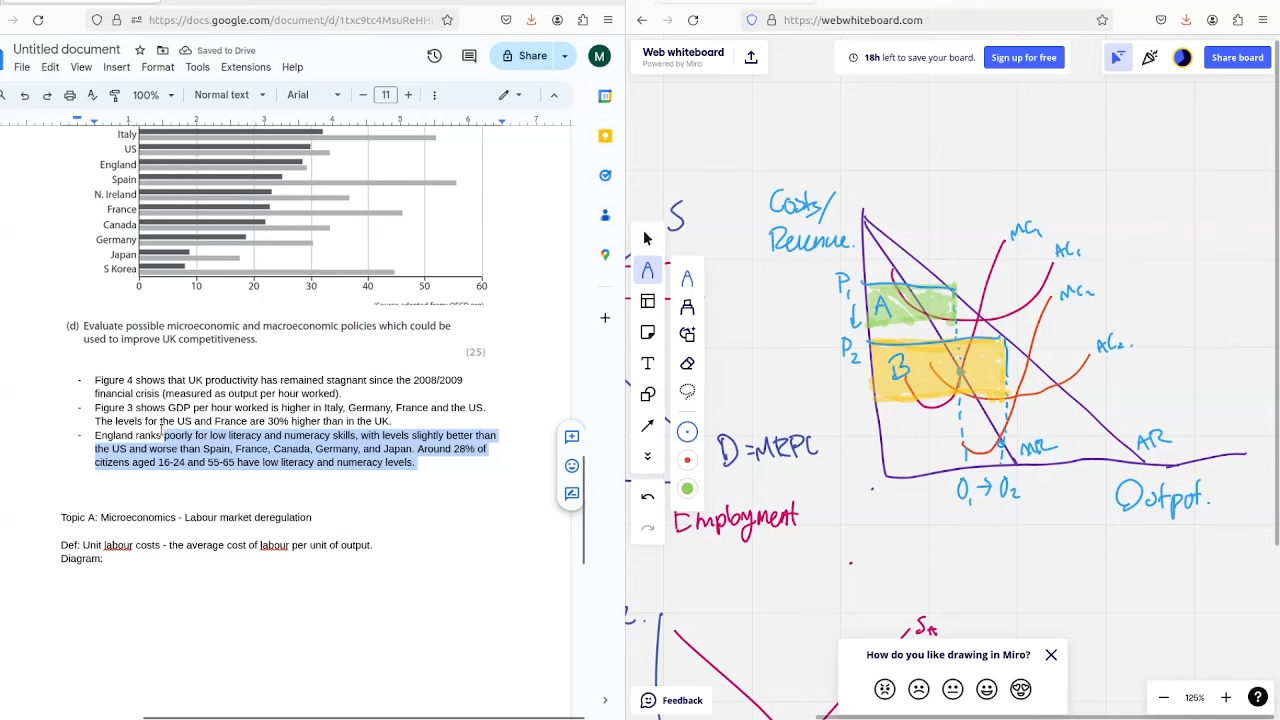 https://docs.google.com/document/d/1txc9tc4MsuReHH
Untitled document
Saved to Drive
View Insert Format Tools Extensions Help
Share
M
100% Normal text Arial 11
1 2 3 4 5 6 7
Italy
US
England
Spain
N. Ireland
France
Canada
Germany
Japan
S Korea
0 10 20 30 40 50 60
(d) Evaluate possible microeconomic and macroeconomic policies which could be
used to improve UK competitiveness.
(25)
- Figure 4 shows that UK productivity has remained stagnant since the 2008/2009
financial crisis (measured as output per hour worked).
- Figure 3 shows GDP per hour worked is higher in Italy, Germany, France and the US.
The levels for the US and France are 30% higher than in the UK.
- England ranks poorly for low literacy and numeracy skills, with levels slightly better than
the US and worse than Spain, France, Canada, Germany, and Japan. Around 28% of
citizens aged 16-24 and 55-65 have low literacy and numeracy levels.
Topic A: Microeconomics - Labour market deregulation
Def: Unit labour costs - the average cost of labour per unit of output.
Diagram:
https://webwhiteboard.com
Web whiteboard
Powered by Miro
18h left to save your board.
Sign up for free
Share board
S
Costs/
Revenue.
MC1
AC1
P1
A
MC2
P2
B
AC2.
D=MRPL
MR
AR
O1 → O2
Output.
Employment
How do you like drawing in Miro?
Feedback
125%